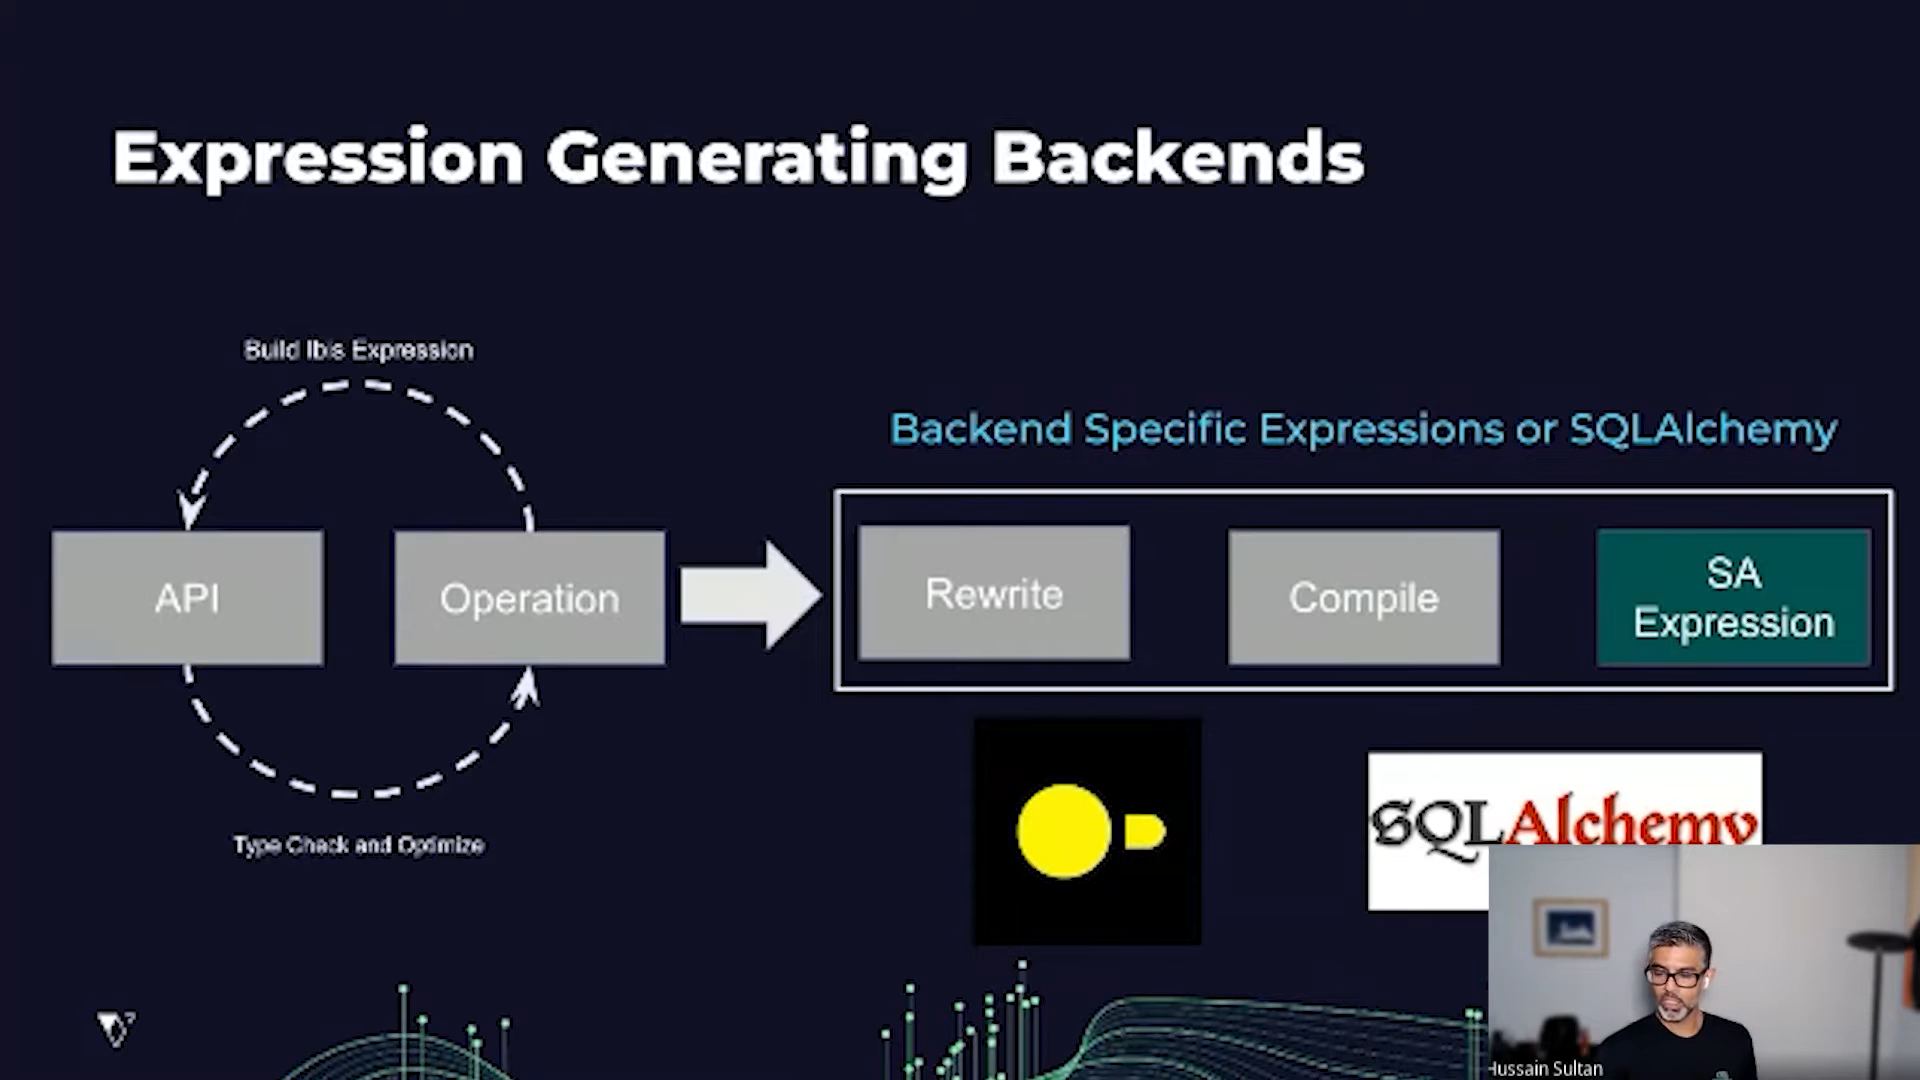 Expression Generating Backends
Build Ibis Expression
Backend Specific Expressions or SQLAlchemy
API
Operation
Rewrite
Compile
SA
Expression
Type Check and Optimize
SQLAlchemy
Hussain Sultan